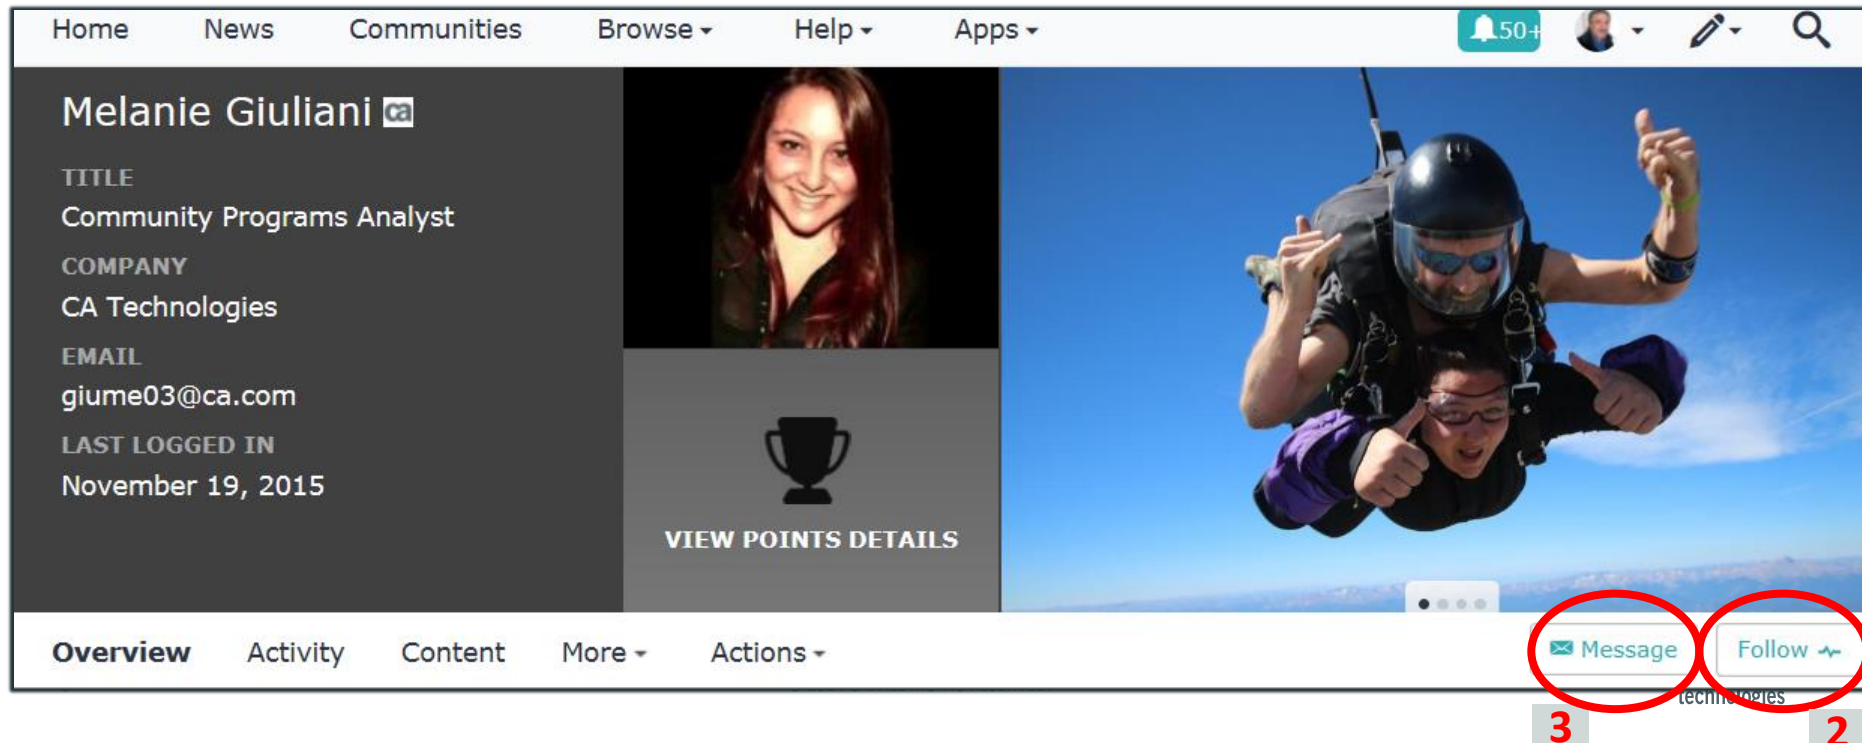 Home News Communities Browse Help Apps 50+
Melanie Giuliani ca
TITLE
Community Programs Analyst
COMPANY
CA Technologies
EMAIL
giume03@ca.com
LAST LOGGED IN
November 19, 2015
VIEW POINTS DETAILS
Overview Activity Content More Actions Message Follow
technologies
3 2